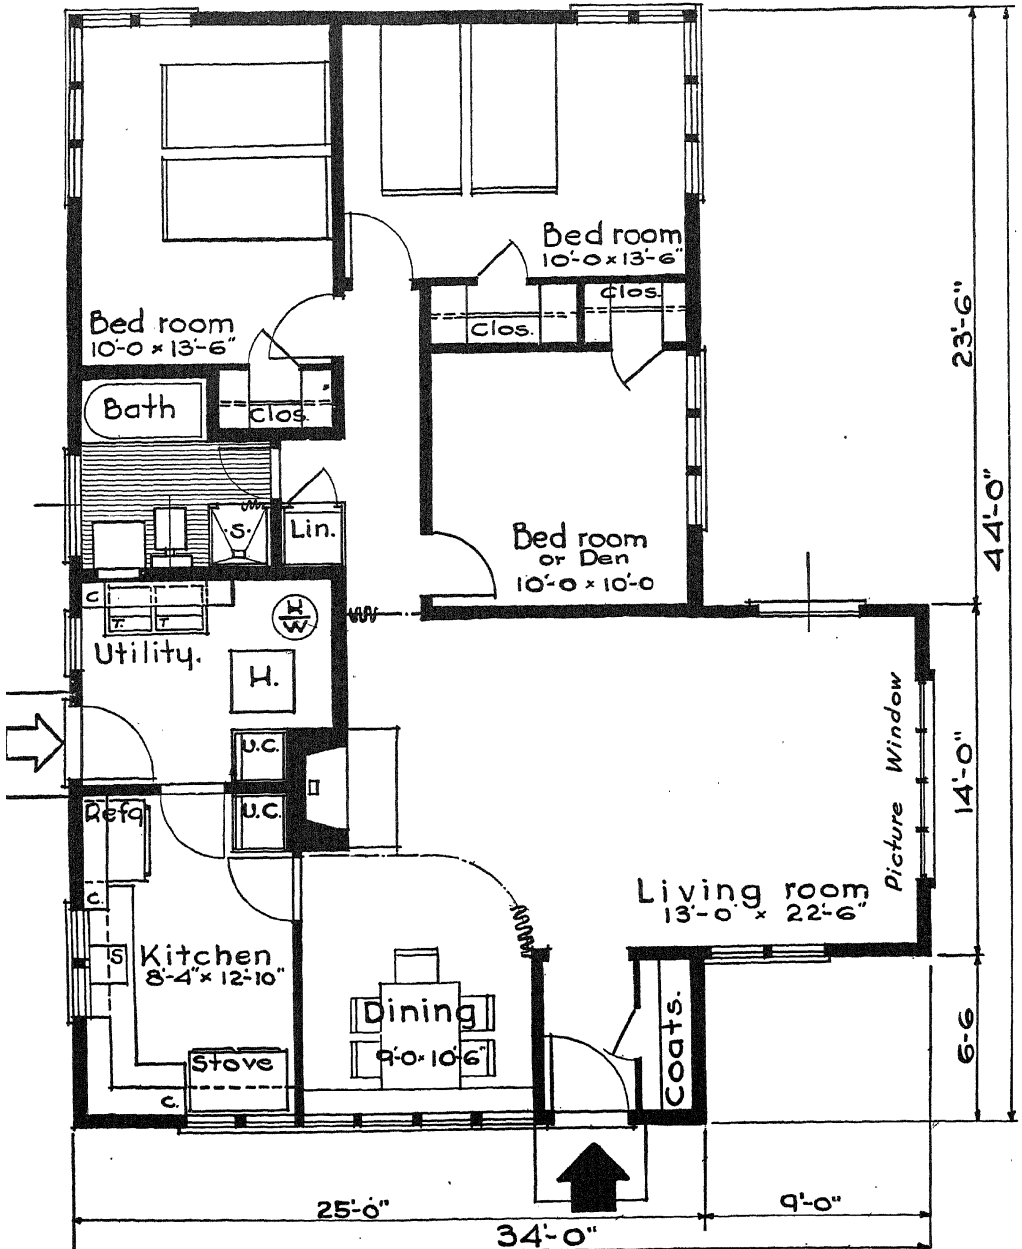 Bed room
10'-0 x 13'-6"
Clos.
Clos.
23'-6"
Bed room
10'-0 x 13'-6"
Bath
Clos.
44'-0"
S.
Lin.
Bed room
or Den
10'-0 x 10'-0
C.
T.
T
H
W
Utility.
H.
Picture Window
14'-0"
U.C.
Refg
U.C.
C.
Living room
13'-0 x 22'-6"
S
Kitchen
8'-4" x 12'-10"
Dining
9'-0 x 10'-6"
Coats.
6-6
Stove
C.
25'-0"
9'-0"
34'-0"